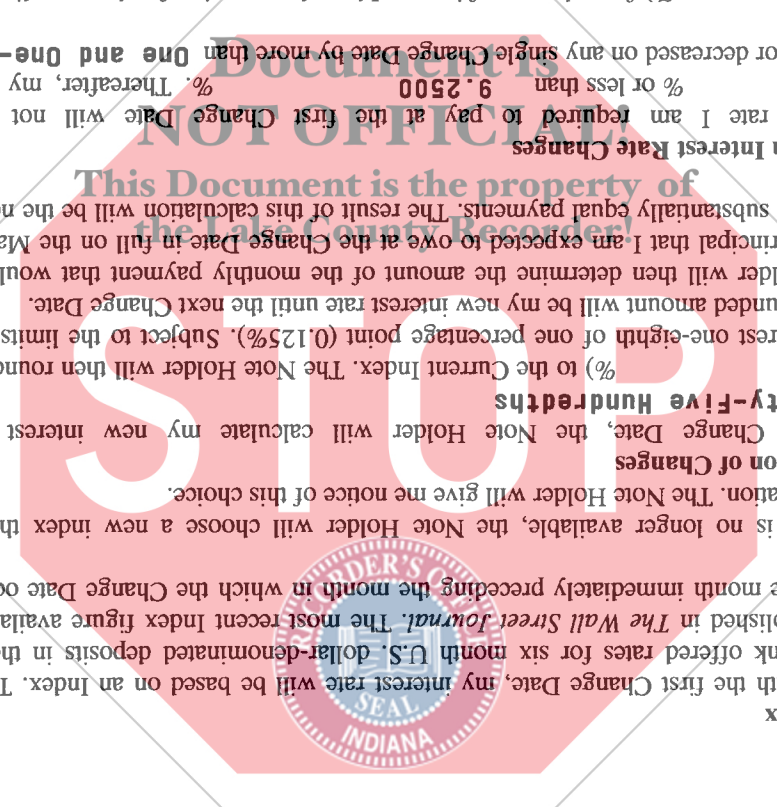 x
th the first Change Date, my interest rate will be based on an Index. T
nk offered rates for six month U.S. dollar-denominated deposits in th
blished in The Wall Street Journal. The most recent Index figure availa
e month immediately preceding the month in which the Change Date oc
is no longer available, the Note Holder will choose a new index th
ation. The Note Holder will give me notice of this choice.
on of Changes
Change Date, the Note Holder will calculate my new interest
ty-Five Hundredths
%) to the Current Index. The Note Holder will then roun
rest one-eighth of one percentage point (0.125%). Subject to the limits
unded amount will be my new interest rate until the next Change Date.
lder will then determine the amount of the monthly payment that woul
rincipal that I am expected to owe at the Change Date in full on the Ma
substantially equal payments. The result of this calculation will be the ne
n Interest Rate Changes
rate I am required to pay at the first Change Date will not
% or less than 9.2500 %. Thereafter, my
or decreased on any single Change Date by more than One and One-
Document is
NOT OFFICIAL!
This Document is the property of
the Lake County Recorder!
STOP
RECORDER'S OFFICE
SEAL
INDIANA